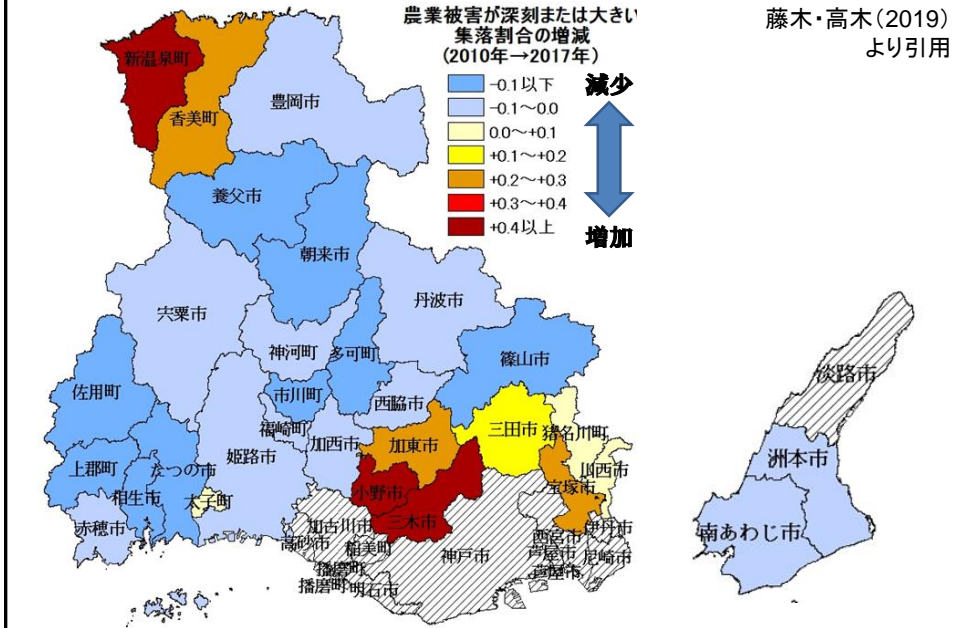 農業被害が深刻または大きい
集落割合の増減
(2010年→2017年)
藤木・高木(2019)
より引用
-0.1以下
-0.1～0.0
0.0～+0.1
+0.1～+0.2
+0.2～+0.3
+0.3～+0.4
+0.4以上
減少
増加
新温泉町
香美町
豊岡市
養父市
朝来市
宍粟市
丹波市
神河町
多可町
篠山市
佐用町
市川町
西脇市
福崎町
加西市
加東市
三田市
猪名川町
上郡町
たつの市
姫路市
相生市
太子町
赤穂市
小野市
三木市
宝塚市
川西市
加古川市
高砂市
稲美町
播磨町
播磨町
明石市
神戸市
西宮市
芦屋市
芦屋市
伊丹市
尼崎市
淡路市
洲本市
南あわじ市